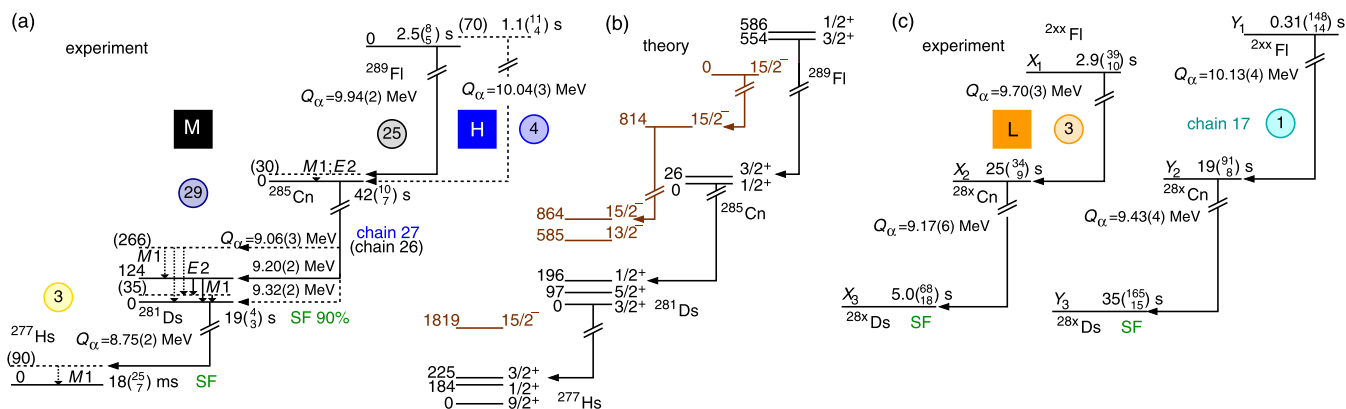 (a)
experiment
M
29
3
0
2.5(8/5) s
(70)
1.1(11/4) s
289Fl
Qα=9.94(2) MeV
Qα=10.04(3) MeV
25
H
4
(30)
M1;E2
0
285Cn
42(10/7) s
chain 27
(chain 26)
(266)
Qα=9.06(3) MeV
M1
124
E2
9.20(2) MeV
(35)
M1
9.32(2) MeV
0
281Ds
19(4/3) s
SF 90%
277Hs
Qα=8.75(2) MeV
(90)
0
M1
18(25/7) ms
SF
(b)
theory
586
1/2+
554
3/2+
289Fl
0
15/2−
814
15/2−
26
3/2+
0
1/2+
285Cn
864
15/2−
585
13/2−
196
1/2+
97
5/2+
0
3/2+
281Ds
1819
15/2−
225
3/2+
184
1/2+
0
9/2+
277Hs
(c)
experiment
2xxFl
X1
2.9(39/10) s
Qα=9.70(3) MeV
L
3
X2
25(34/9) s
28xCn
Qα=9.17(6) MeV
X3
5.0(68/18) s
28xDs
SF
Y1
0.31(148/14) s
2xxFl
Qα=10.13(4) MeV
chain 17
1
Y2
19(91/8) s
28xCn
Qα=9.43(4) MeV
Y3
35(165/15) s
28xDs
SF